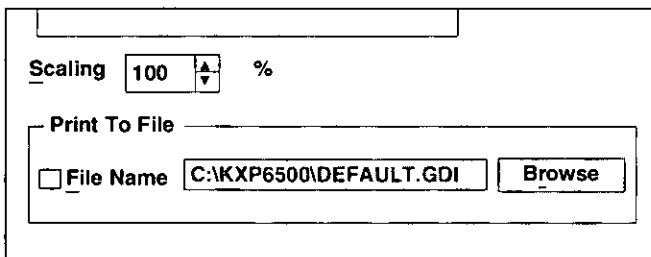 Scaling 100 %
Print To File
File Name C:\KXP6500\DEFAULT.GDI Browse